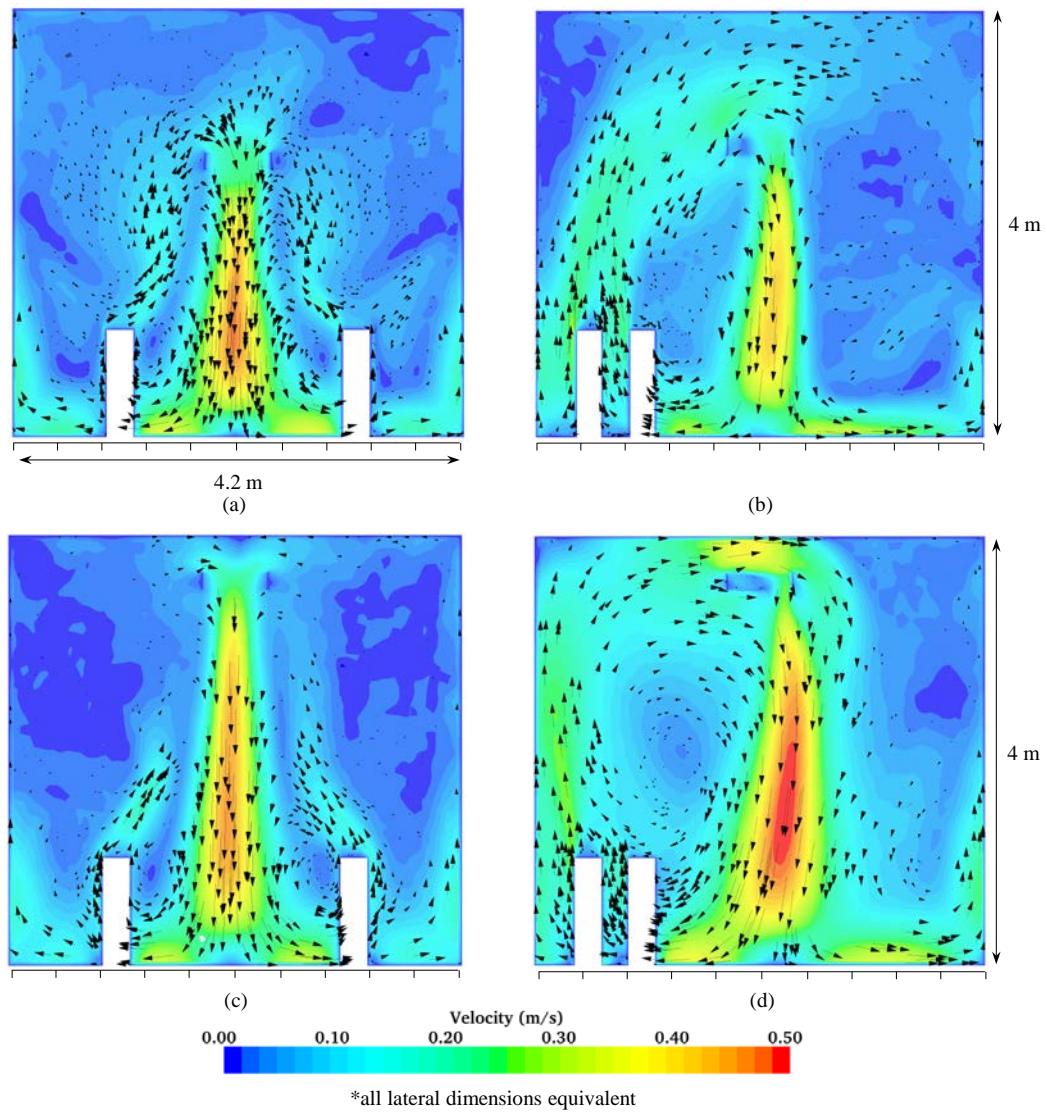 4 m
4.2 m
(a)
(b)
4 m
(c)
(d)
Velocity (m/s)
0.00 0.10 0.20 0.30 0.40 0.50
*all lateral dimensions equivalent